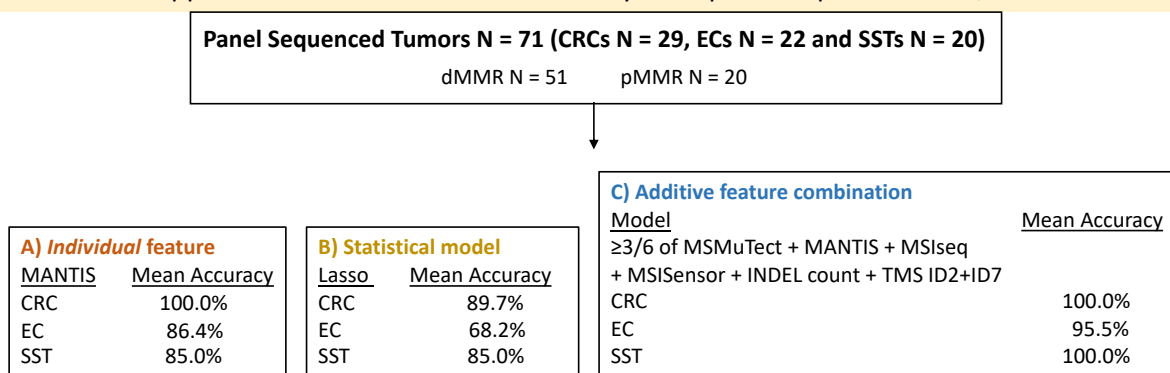 Panel Sequenced Tumors N = 71 (CRCs N = 29, ECs N = 22 and SSTs N = 20)
dMMR N = 51 pMMR N = 20
A) Individual feature
MANTIS Mean Accuracy
CRC 100.0%
EC 86.4%
SST 85.0%
B) Statistical model
Lasso Mean Accuracy
CRC 89.7%
EC 68.2%
SST 85.0%
C) Additive feature combination
Model Mean Accuracy
≥3/6 of MSMuTect + MANTIS + MSIseq
+ MSISensor + INDEL count + TMS ID2+ID7
CRC 100.0%
EC 95.5%
SST 100.0%